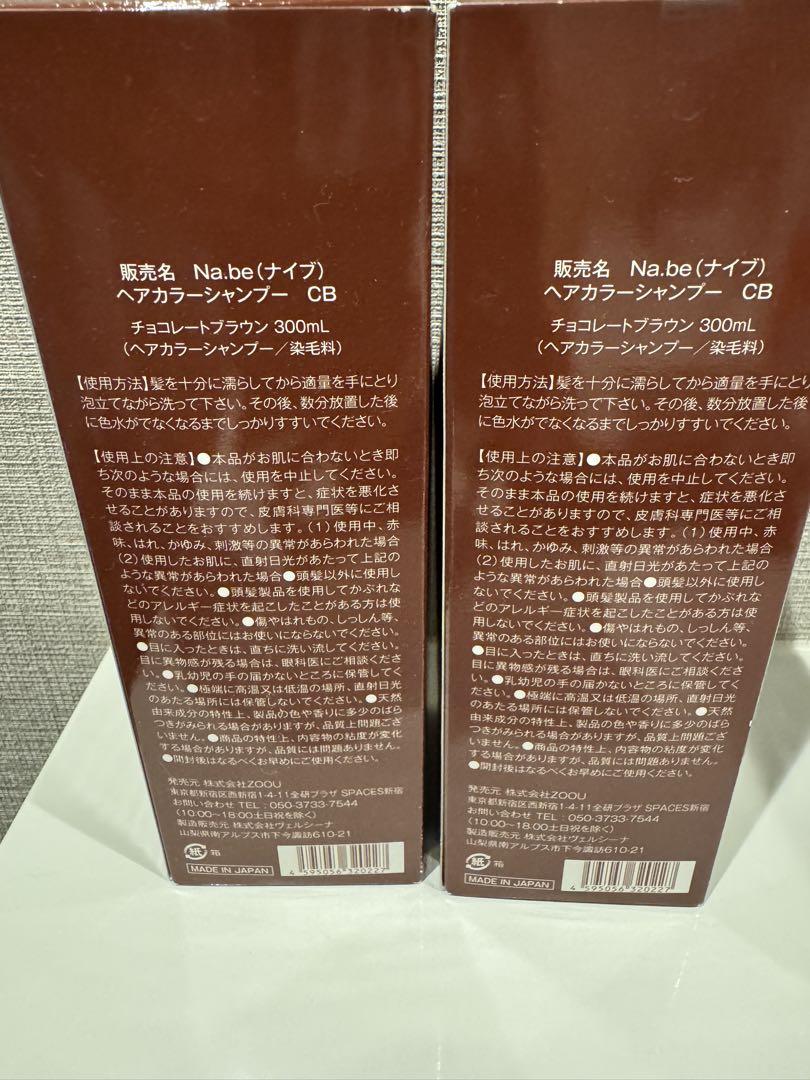 販売名 Na.be(ナイブ)
ヘアカラーシャンプー CB
チョコレートブラウン 300mL
(ヘアカラーシャンプー/染毛料)
【使用方法】髪を十分に濡らしてから適量を手にとり
泡立てながら洗って下さい。その後、数分放置した後
に色水がでなくなるまでしっかりすすいでください。
【使用上の注意】●本品がお肌に合わないとき即
ち次のような場合には、使用を中止してください。
そのまま本品の使用を続けますと、症状を悪化さ
せることがありますので、皮膚科専門医等にご相
談されることをおすすめします。(1)使用中、赤
味、はれ、かゆみ、刺激等の異常があらわれた場合
(2)使用したお肌に、直射日光があたって上記の
ような異常があらわれた場合●頭髪以外に使用し
ないでください。●頭髪製品を使用してかぶれな
どのアレルギー症状を起こしたことがある方は使
用しないでください。●傷やはれもの、しっしん等、
異常のある部位にはお使いにならないでください。
●目に入ったときは、直ちに洗い流してください。
目に異物感が残る場合は、眼科医にご相談くださ
い。●乳幼児の手の届かないところに保管してく
ださい。●極端に高温又は低温の場所、直射日光
のあたる場所には保管しないでください。●天然
由来成分の特性上、製品の色や香りに多少のばら
つきがみられる場合がありますが、品質上問題ござ
いません。●商品の特性上、内容物の粘度が変化
する場合がありますが、品質には問題ありません。
●開封後はなるべくお早めにご使用ください。
発売元 株式会社ZOOU
東京都新宿区西新宿1-4-11全研プラザ SPACES新宿
お問い合わせ TEL:050-3733-7544
(10:00~18:00土日祝を除く)
製造販売元 株式会社ヴェルシーナ
山梨県南アルプス市下今諏訪610-21
紙 箱
MADE IN JAPAN
4 595056 320227
販売名 Na.be(ナイブ)
ヘアカラーシャンプー CB
チョコレートブラウン 300mL
(ヘアカラーシャンプー/染毛料)
【使用方法】髪を十分に濡らしてから適量を手にとり
泡立てながら洗って下さい。その後、数分放置した後
に色水がでなくなるまでしっかりすすいでください。
【使用上の注意】●本品がお肌に合わないとき即
ち次のような場合には、使用を中止してください。
そのまま本品の使用を続けますと、症状を悪化さ
せることがありますので、皮膚科専門医等にご相
談されることをおすすめします。(1)使用中、赤
味、はれ、かゆみ、刺激等の異常があらわれた場合
(2)使用したお肌に、直射日光があたって上記の
ような異常があらわれた場合●頭髪以外に使用し
ないでください。●頭髪製品を使用してかぶれな
どのアレルギー症状を起こしたことがある方は使
用しないでください。●傷やはれもの、しっしん等、
異常のある部位にはお使いにならないでください。
●目に入ったときは、直ちに洗い流してください。
目に異物感が残る場合は、眼科医にご相談くださ
い。●乳幼児の手の届かないところに保管してく
ださい。●極端に高温又は低温の場所、直射日光
のあたる場所には保管しないでください。●天然
由来成分の特性上、製品の色や香りに多少のばら
つきがみられる場合がありますが、品質上問題ござ
いません。●商品の特性上、内容物の粘度が変化
する場合がありますが、品質には問題ありません。
●開封後はなるべくお早めにご使用ください。
発売元 株式会社ZOOU
東京都新宿区西新宿1-4-11全研プラザ SPACES新宿
お問い合わせ TEL:050-3733-7544
(10:00~18:00土日祝を除く)
製造販売元 株式会社ヴェルシーナ
山梨県南アルプス市下今諏訪610-21
紙 箱
MADE IN JAPAN
4 595056 320227